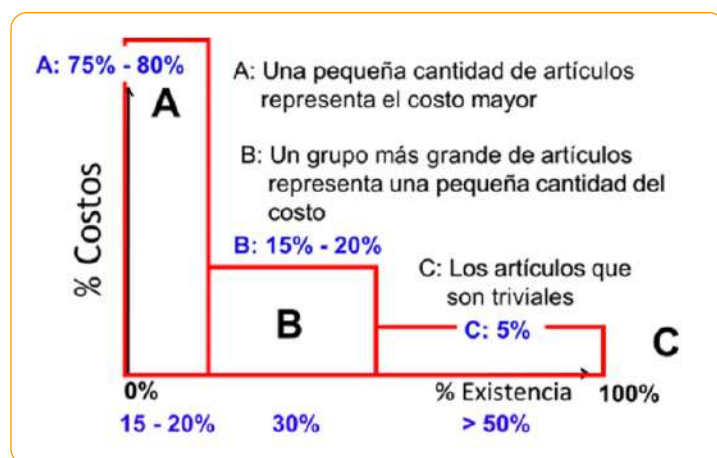 A: 75% - 80%
A
A: Una pequeña cantidad de artículos
representa el costo mayor
B: Un grupo más grande de artículos
representa una pequeña cantidad del
costo
% Costos
B: 15% - 20%
B
C: Los artículos que
son triviales
C: 5%
C
0%
% Existencia
100%
15 - 20%
30%
> 50%